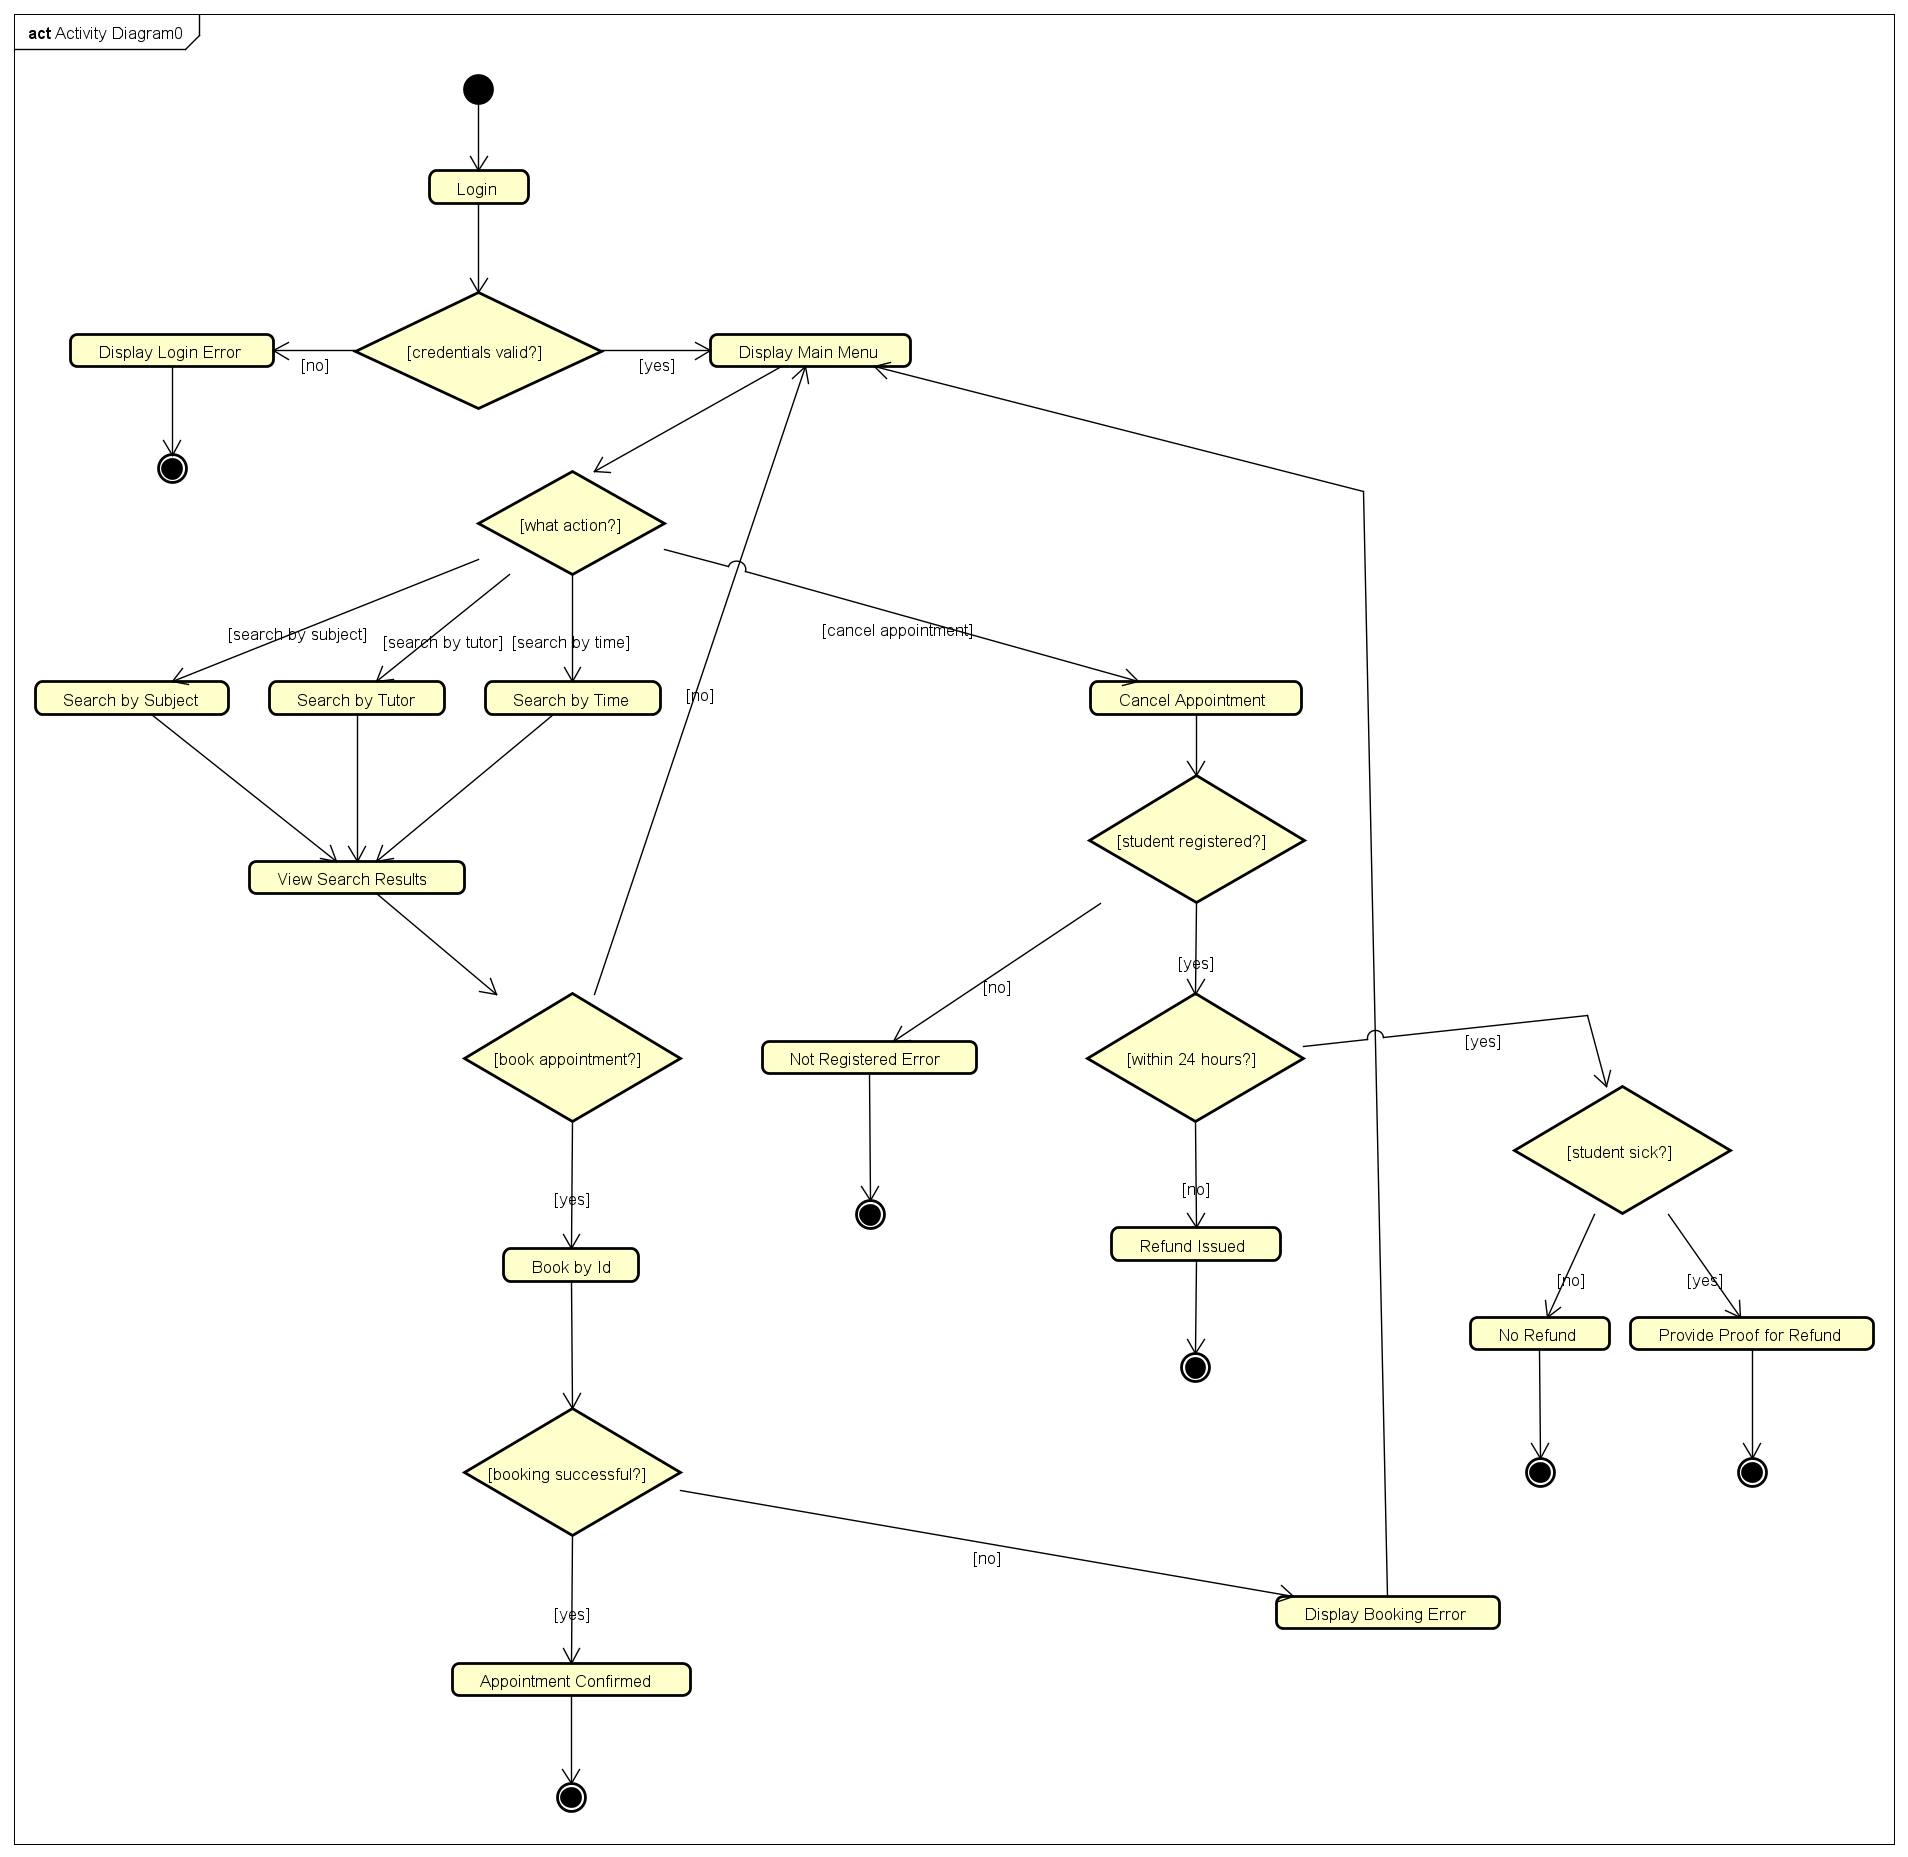 act Activity Diagram0
Login
Display Login Error
[no]
[credentials valid?]
[yes]
Display Main Menu
[what action?]
[search by subject]
[search by tutor]
[search by time]
[cancel appointment]
Search by Subject
Search by Tutor
Search by Time
[no]
Cancel Appointment
[student registered?]
View Search Results
[yes]
[no]
[book appointment?]
Not Registered Error
[within 24 hours?]
[yes]
[student sick?]
[yes]
[no]
Book by Id
Refund Issued
[no]
[yes]
No Refund
Provide Proof for Refund
[booking successful?]
[no]
[yes]
Display Booking Error
Appointment Confirmed